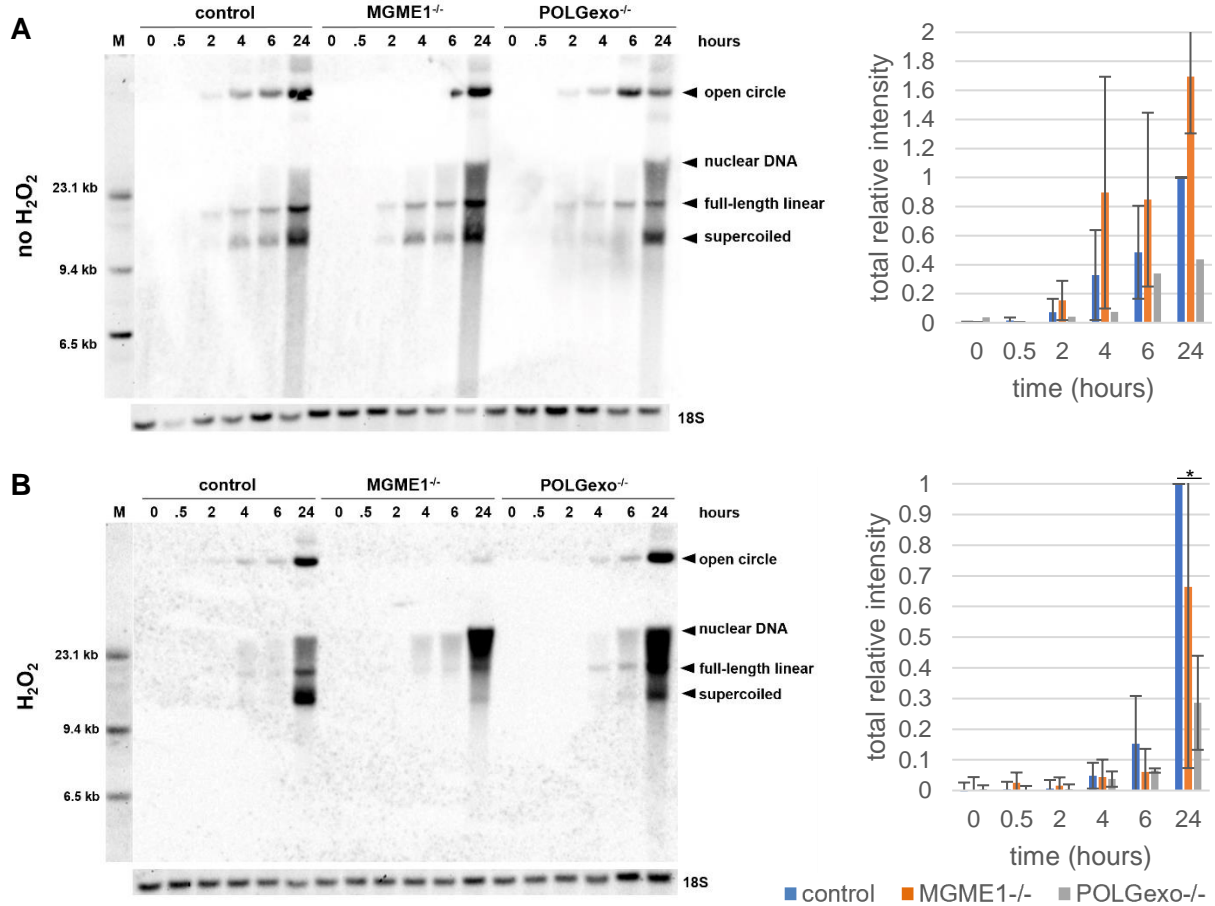 A
control MGME1-/- POLGexo-/-
M 0 .5 2 4 6 24 0 .5 2 4 6 24 0 .5 2 4 6 24 hours
no H2O2
open circle
nuclear DNA
23.1 kb
full-length linear
supercoiled
9.4 kb
6.5 kb
18S
total relative intensity
2
1.8
1.6
1.4
1.2
1
0.8
0.6
0.4
0.2
0
0 0.5 2 4 6 24
time (hours)
B
control MGME1-/- POLGexo-/-
M 0 .5 2 4 6 24 0 .5 2 4 6 24 0 .5 2 4 6 24 hours
H2O2
open circle
nuclear DNA
23.1 kb
full-length linear
supercoiled
9.4 kb
6.5 kb
18S
total relative intensity
*
1
0.9
0.8
0.7
0.6
0.5
0.4
0.3
0.2
0.1
0
0 0.5 2 4 6 24
time (hours)
control MGME1-/- POLGexo-/-